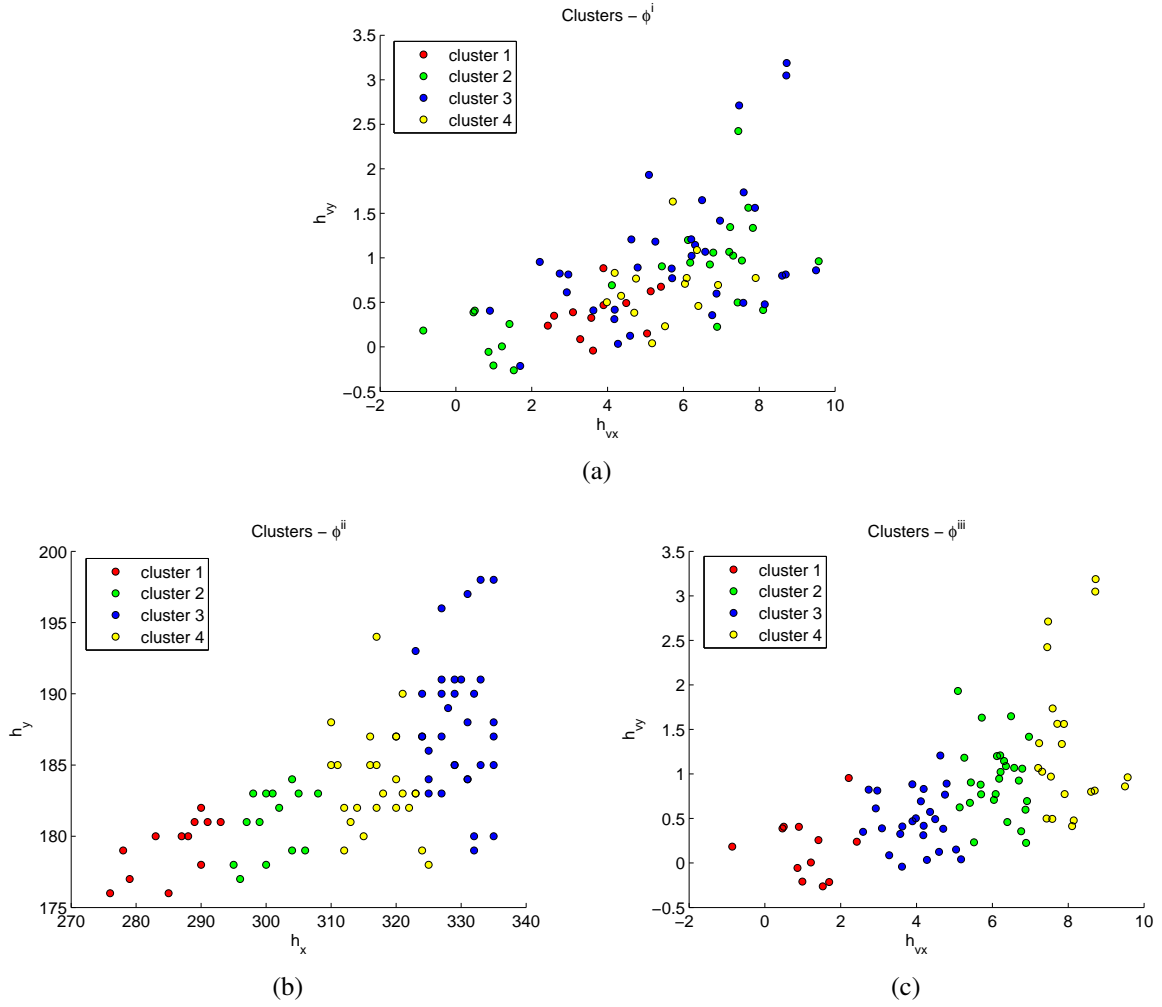 Clusters − ϕ^i
3.5
3
2.5
2
1.5
1
0.5
0
−0.5
h_vy
cluster 1
cluster 2
cluster 3
cluster 4
−2 0 2 4 6 8 10
h_vx
(a)
Clusters − ϕ^ii
200
195
190
185
180
175
h_y
cluster 1
cluster 2
cluster 3
cluster 4
270 280 290 300 310 320 330 340
h_x
(b)
Clusters − ϕ^iii
3.5
3
2.5
2
1.5
1
0.5
0
−0.5
h_vy
cluster 1
cluster 2
cluster 3
cluster 4
−2 0 2 4 6 8 10
h_vx
(c)